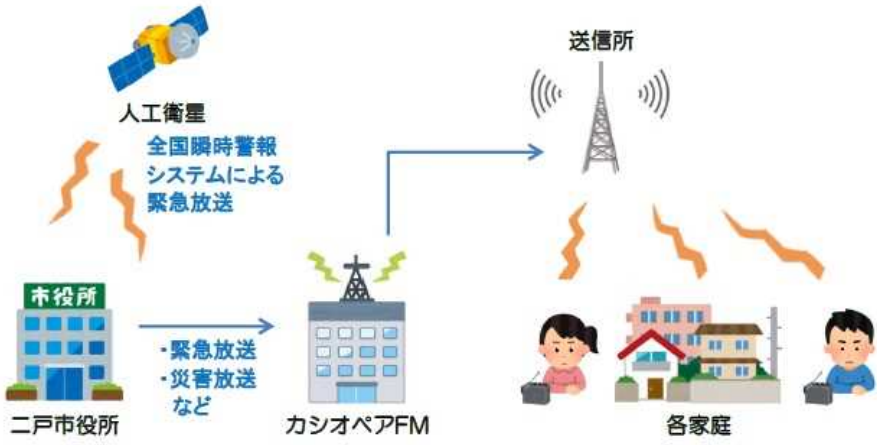 送信所
人工衛星
全国瞬時警報
システムによる
緊急放送
市役所
・緊急放送
・災害放送
など
二戸市役所
カシオペアFM
各家庭